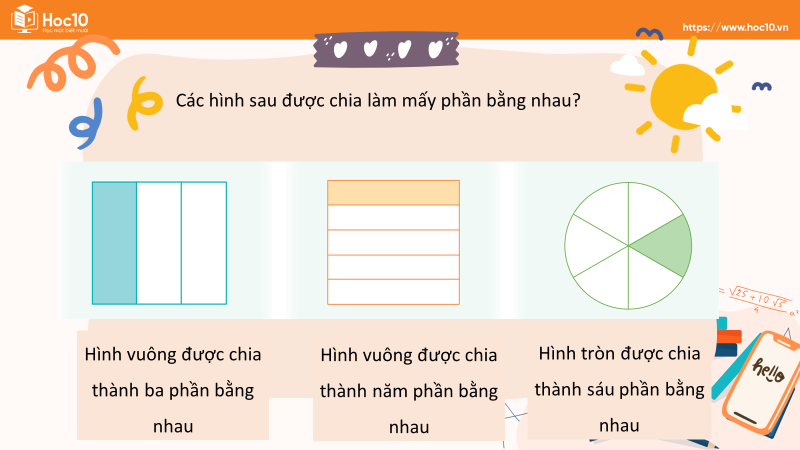 Hoc10
Học một biết mười
https://www.hoc10.vn
Các hình sau được chia làm mấy phần bằng nhau?
Hình vuông được chia
thành ba phần bằng
nhau
Hình vuông được chia
thành năm phần bằng
nhau
Hình tròn được chia
thành sáu phần bằng
nhau
hello